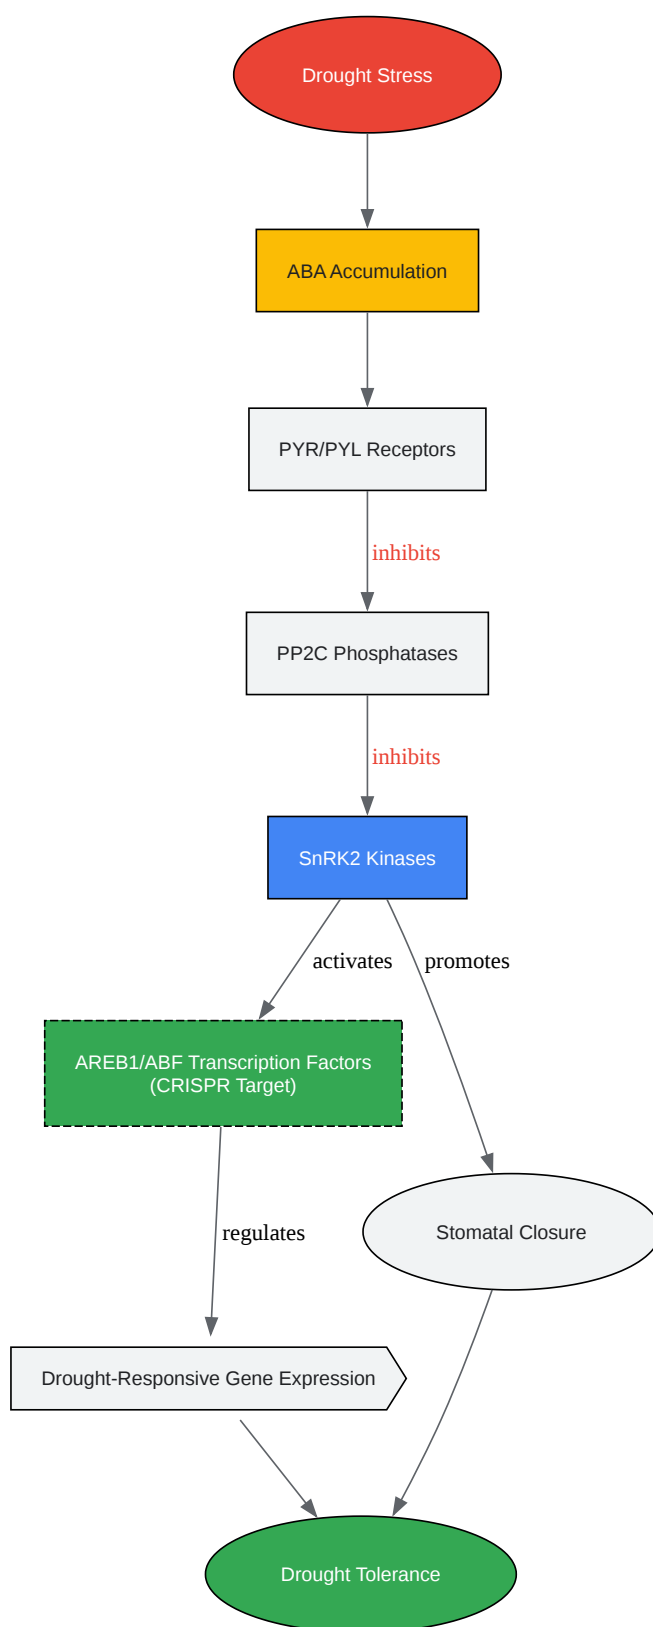 Drought Stress
ABA Accumulation
PYR/PYL Receptors
inhibits
PP2C Phosphatases
inhibits
SnRK2 Kinases
activates
promotes
AREB1/ABF Transcription Factors
(CRISPR Target)
regulates
Stomatal Closure
Drought-Responsive Gene Expression
Drought Tolerance